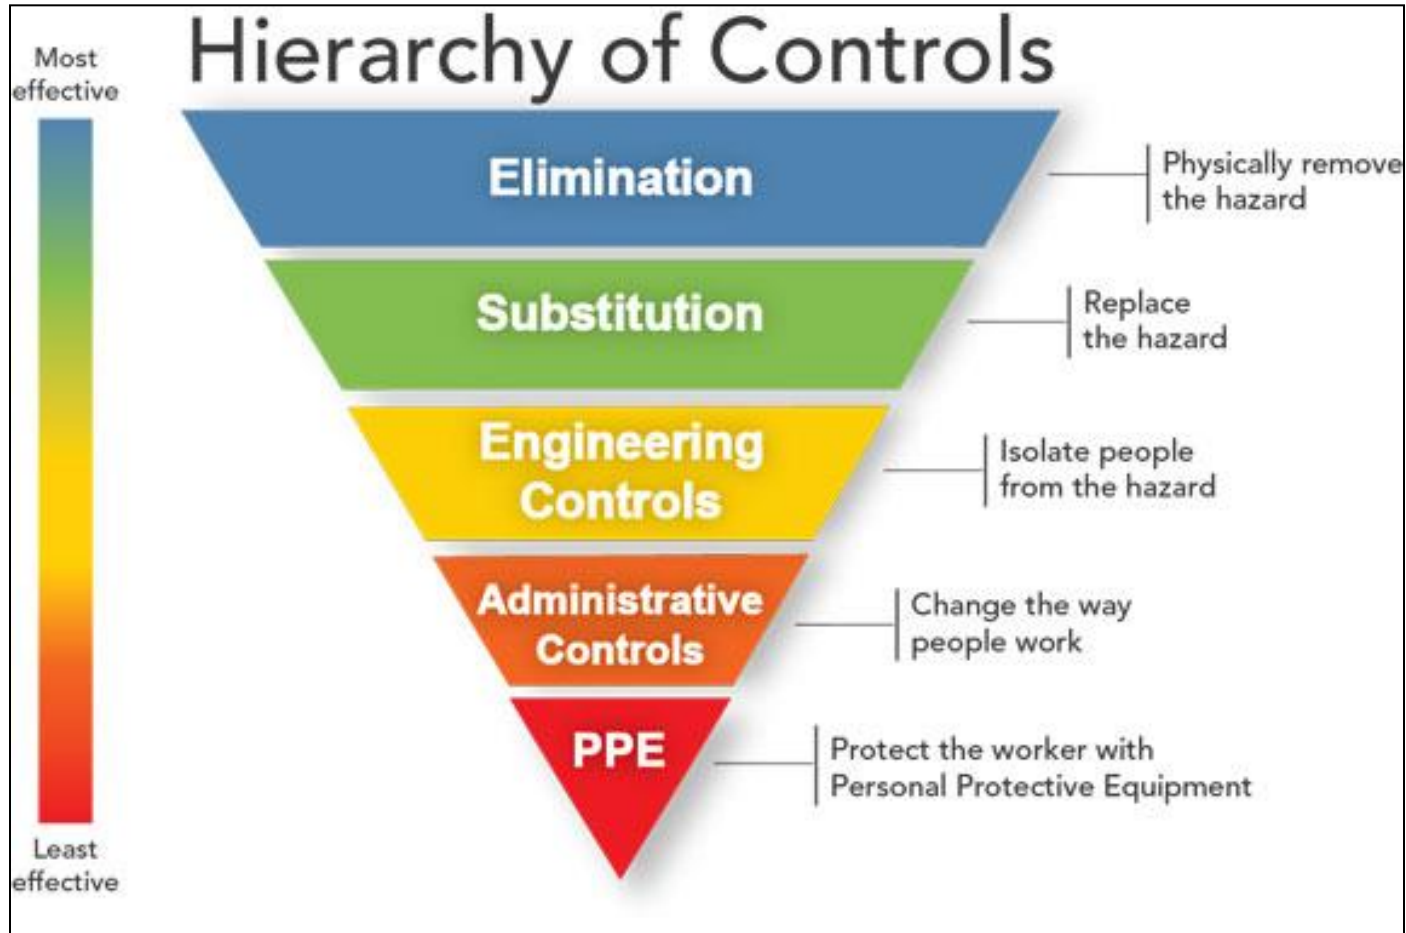 Hierarchy of Controls
Most
effective
Elimination
Physically remove
the hazard
Substitution
Replace
the hazard
Engineering
Controls
Isolate people
from the hazard
Administrative
Controls
Change the way
people work
PPE
Protect the worker with
Personal Protective Equipment
Least
effective